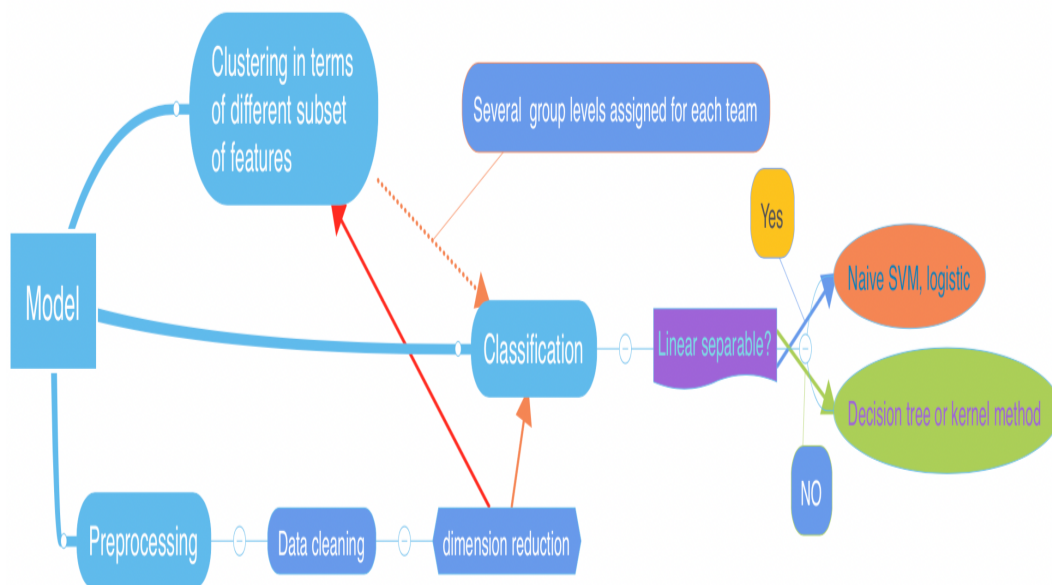 Clustering in terms
of different subset
of features
Several group levels assigned for each team
Yes
Model
Naive SVM, logistic
Classification
Linear separable?
Decision tree or kernel method
NO
Preprocessing
Data cleaning
dimension reduction